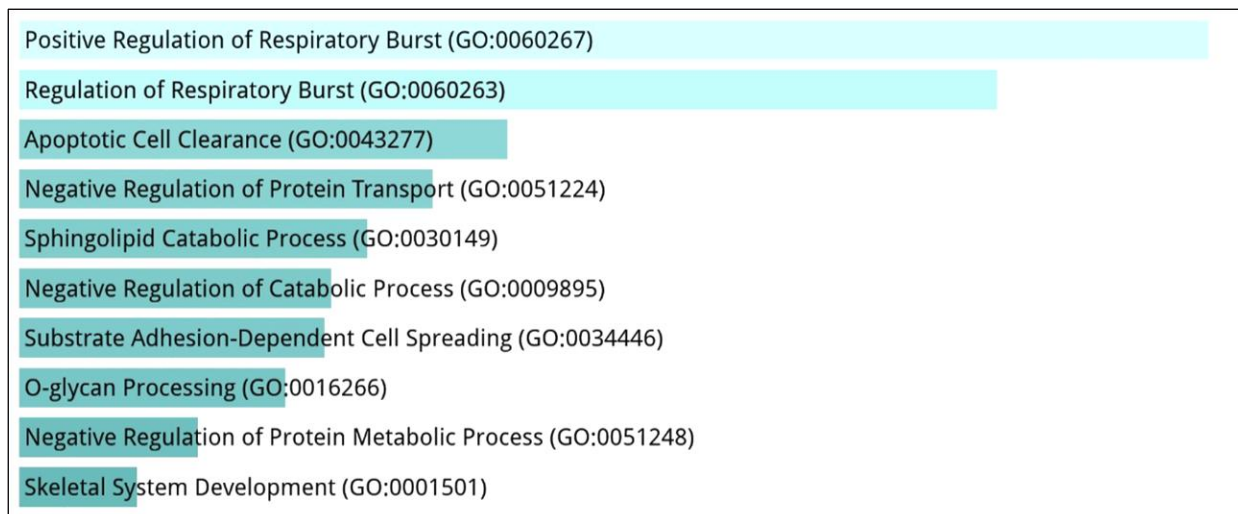 Positive Regulation of Respiratory Burst (GO:0060267)
Regulation of Respiratory Burst (GO:0060263)
Apoptotic Cell Clearance (GO:0043277)
Negative Regulation of Protein Transport (GO:0051224)
Sphingolipid Catabolic Process (GO:0030149)
Negative Regulation of Catabolic Process (GO:0009895)
Substrate Adhesion-Dependent Cell Spreading (GO:0034446)
O-glycan Processing (GO:0016266)
Negative Regulation of Protein Metabolic Process (GO:0051248)
Skeletal System Development (GO:0001501)